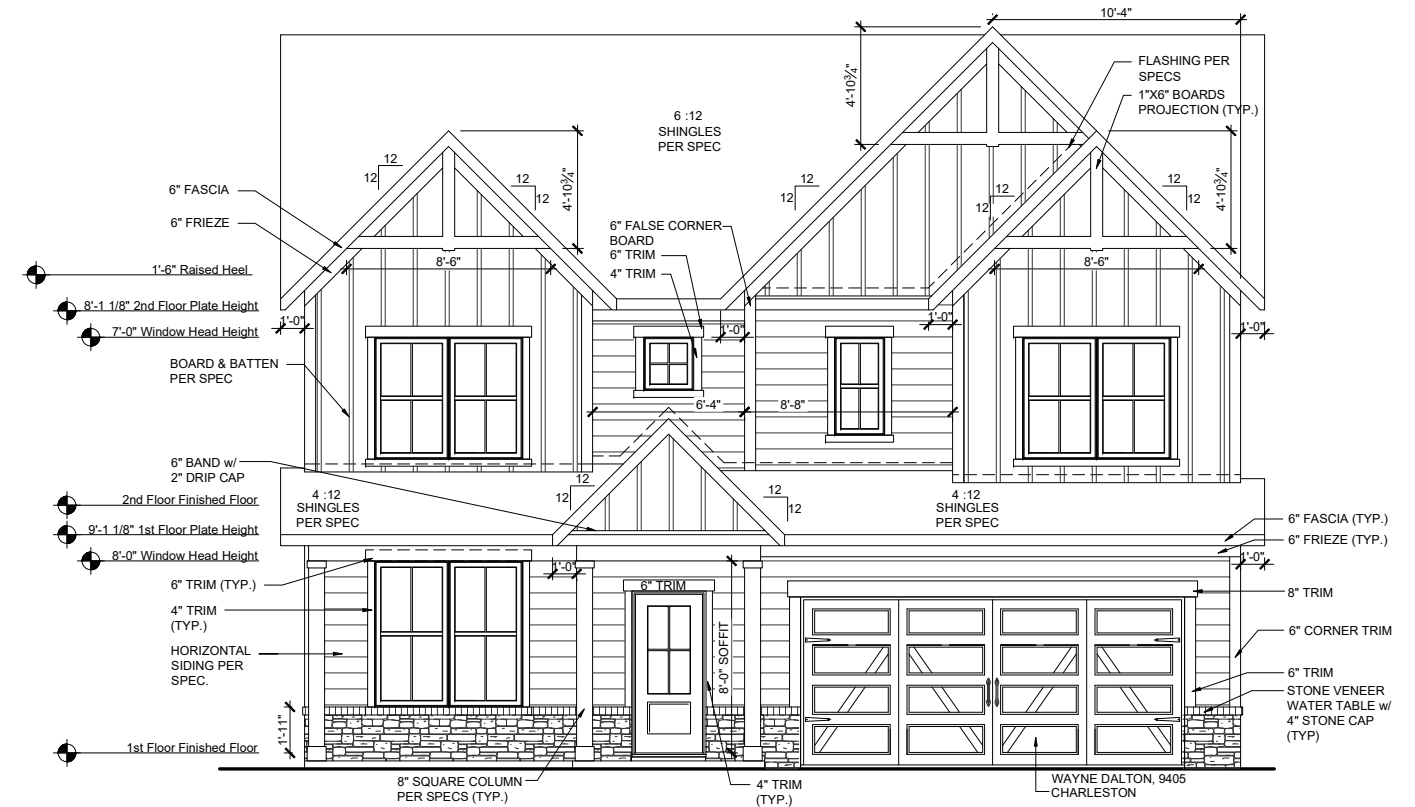 10'-4"
4'-10¾"
FLASHING PER
SPECS
1"X6" BOARDS
PROJECTION (TYP.)
6 :12
SHINGLES
PER SPEC
4'-10¾"
4'-10¾"
12
12
12
12
12
12
12
12
12
12
6" FASCIA
6" FRIEZE
6" FALSE CORNER
BOARD
6" TRIM
4" TRIM
8'-6"
8'-6"
1'-6" Raised Heel
8'-1 1/8" 2nd Floor Plate Height
7'-0" Window Head Height
1'-0"
1'-0"
1'-0"
1'-0"
BOARD & BATTEN
PER SPEC
6'-4"
8'-8"
6" BAND w/
2" DRIP CAP
12
12
12
12
2nd Floor Finished Floor
4 :12
SHINGLES
PER SPEC
4 :12
SHINGLES
PER SPEC
9'-1 1/8" 1st Floor Plate Height
8'-0" Window Head Height
6" FASCIA (TYP.)
6" FRIEZE (TYP.)
1'-0"
1'-0"
6" TRIM (TYP.)
6" TRIM
8" TRIM
4" TRIM
(TYP.)
6" CORNER TRIM
HORIZONTAL
SIDING PER
SPEC.
8'-0" SOFFIT
6" TRIM
STONE VENEER
WATER TABLE w/
4" STONE CAP
(TYP)
1'-11"
1st Floor Finished Floor
8" SQUARE COLUMN
PER SPECS (TYP.)
4" TRIM
(TYP.)
WAYNE DALTON, 9405
CHARLESTON